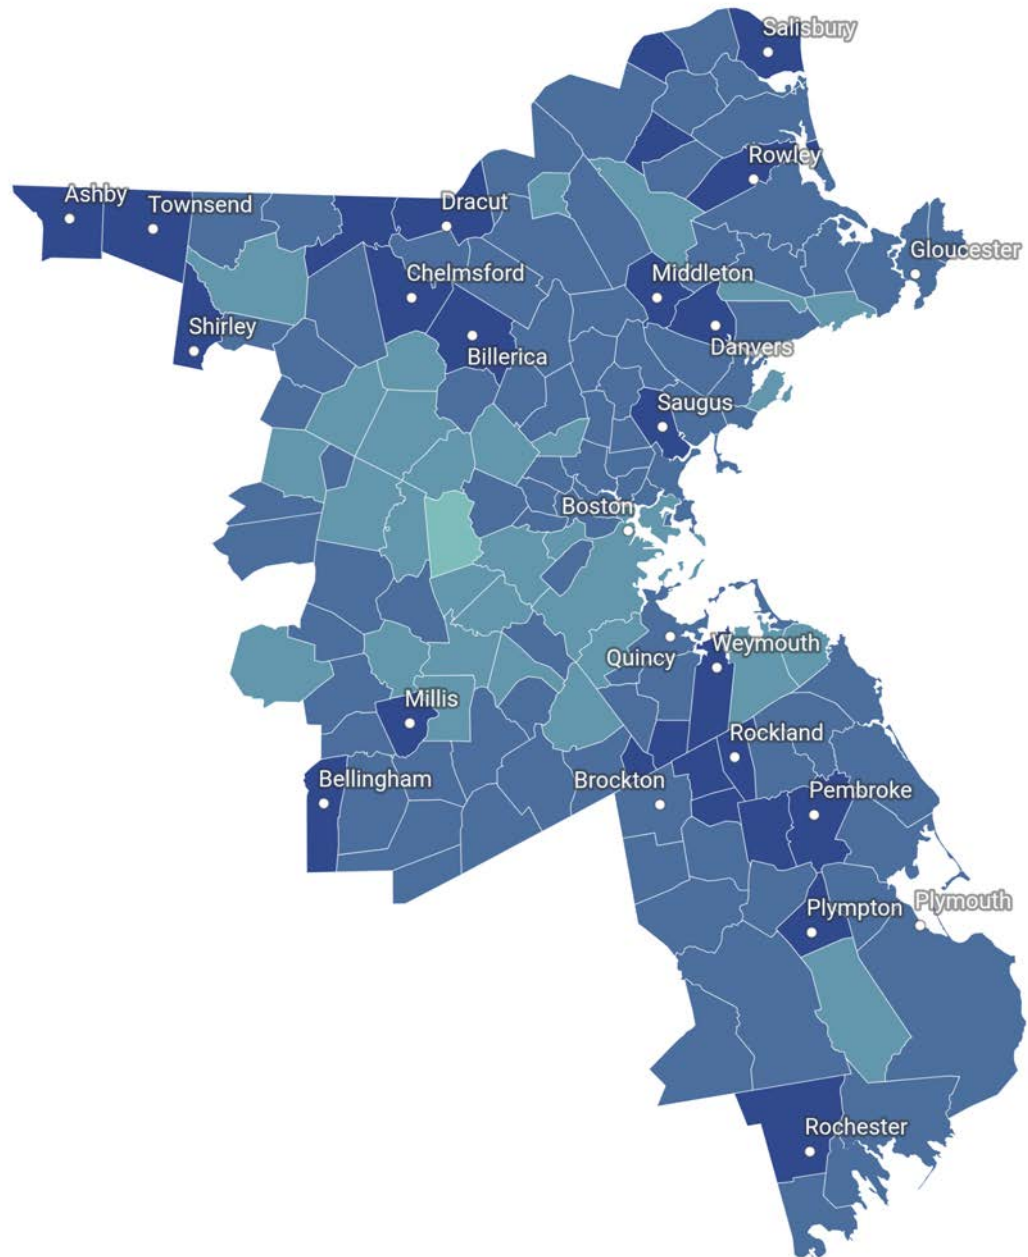 Salisbury
Rowley
Ashby
Townsend
Dracut
Gloucester
Chelmsford
Middleton
Shirley
Billerica
Danvers
Saugus
Boston
Quincy
Weymouth
Millis
Rockland
Bellingham
Brockton
Pembroke
Plympton
Plymouth
Rochester